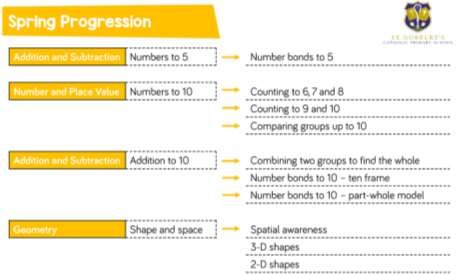 Spring Progression
ST CUTHBERT'S
CATHOLIC PRIMARY SCHOOL
Addition and Subtraction Numbers to 5 Number bonds to 5
Number and Place Value Numbers to 10 Counting to 6, 7 and 8
Counting to 9 and 10
Comparing groups up to 10
Addition and Subtraction Addition to 10 Combining two groups to find the whole
Number bonds to 10 – ten frame
Number bonds to 10 – part-whole model
Geometry Shape and space Spatial awareness
3-D shapes
2-D shapes